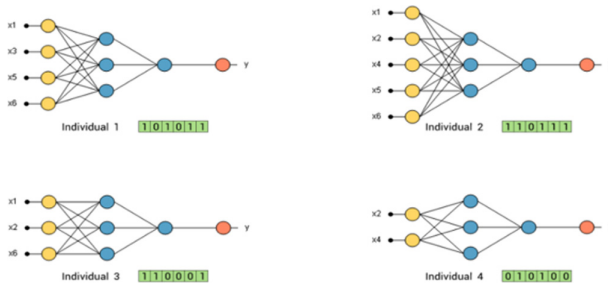 x1
x3
x5
x6
y
Individual 1 1 0 1 0 1 1
x1
x2
x4
x5
x6
Individual 2 1 1 0 1 1 1
x1
x2
x6
y
Individual 3 1 1 0 0 0 1
x2
x4
Individual 4 0 1 0 1 0 0